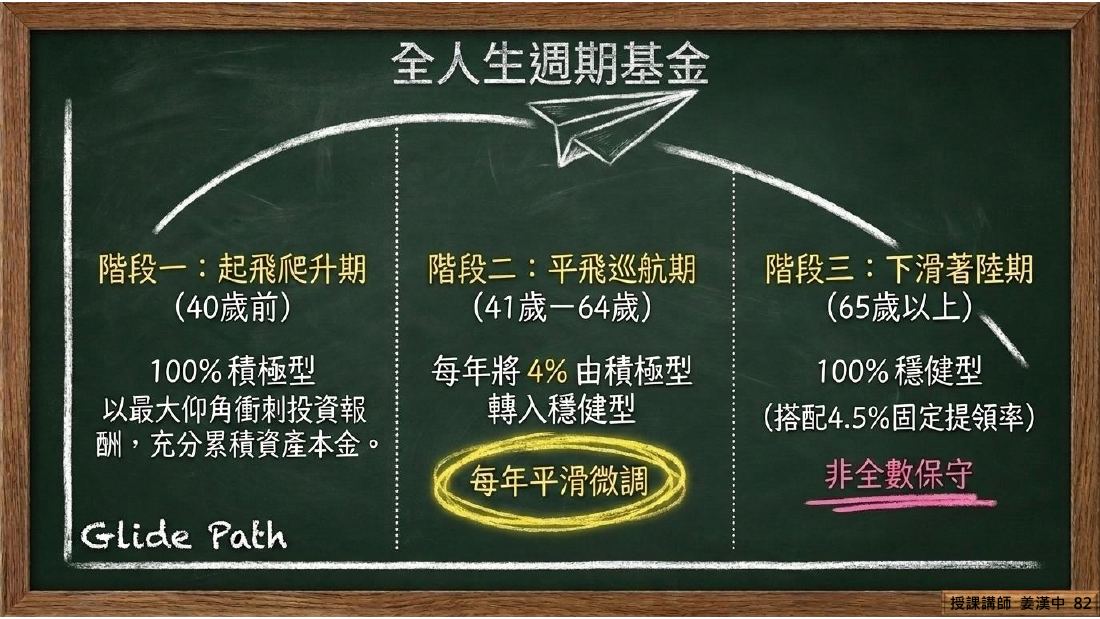 全人生週期基金
階段一：起飛爬升期
（40歲前）
100% 積極型
以最大仰角衝刺投資報
酬，充分累積資產本金。
階段二：平飛巡航期
（41歲－64歲）
每年將 4% 由積極型
轉入穩健型
每年平滑微調
階段三：下滑著陸期
（65歲以上）
100% 穩健型
（搭配4.5%固定提領率）
非全數保守
Glide Path
授課講師 姜漢中 82